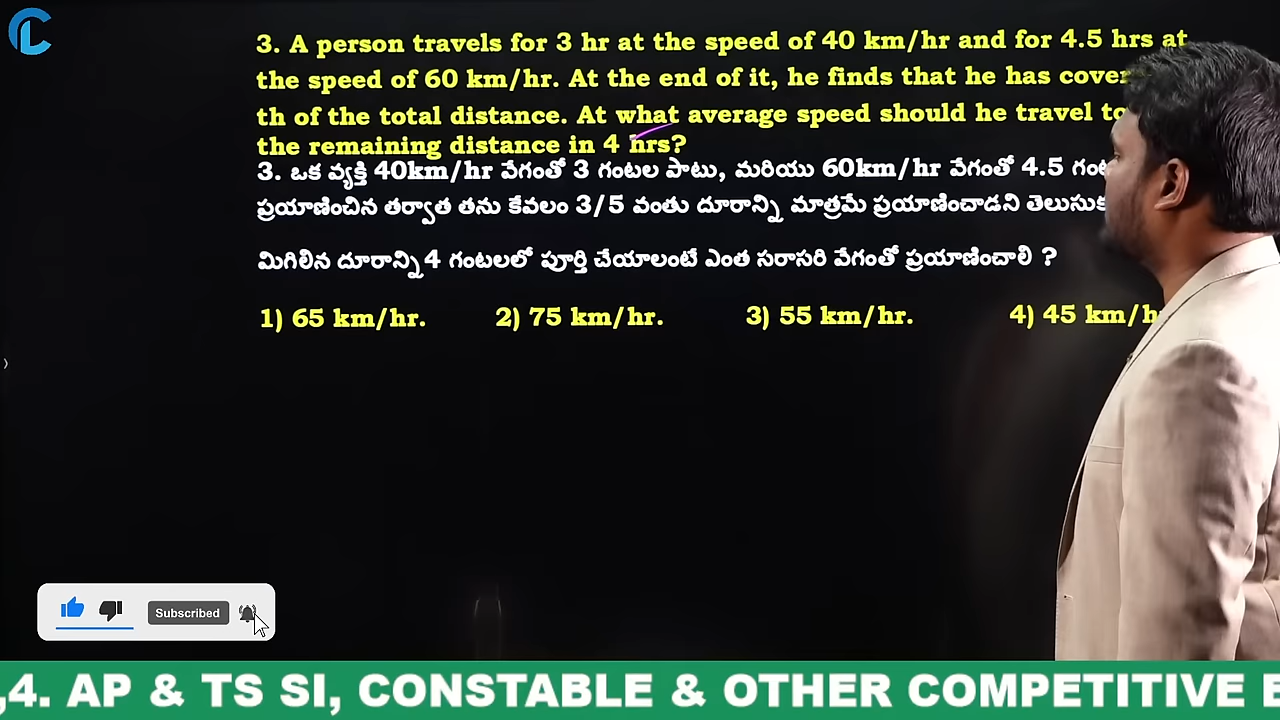 3. A person travels for 3 hr at the speed of 40 km/hr and for 4.5 hrs at
the speed of 60 km/hr. At the end of it, he finds that he has cover
th of the total distance. At what average speed should he travel to
the remaining distance in 4 hrs?
3. ఒక వ్యక్తి 40km/hr వేగంతో 3 గంటల పాటు, మరియు 60km/hr వేగంతో 4.5 గంట
ప్రయాణించిన తర్వాత తను కేవలం 3/5 వంతు దూరాన్ని మాత్రమే ప్రయాణించాడని తెలుసుక
మిగిలిన దూరాన్ని 4 గంటలలో పూర్తి చేయాలంటే ఎంత సరాసరి వేగంతో ప్రయాణించాలి ?
1) 65 km/hr. 2) 75 km/hr. 3) 55 km/hr. 4) 45 km/h
Subscribed
,4. AP & TS SI, CONSTABLE & OTHER COMPETITIVE E